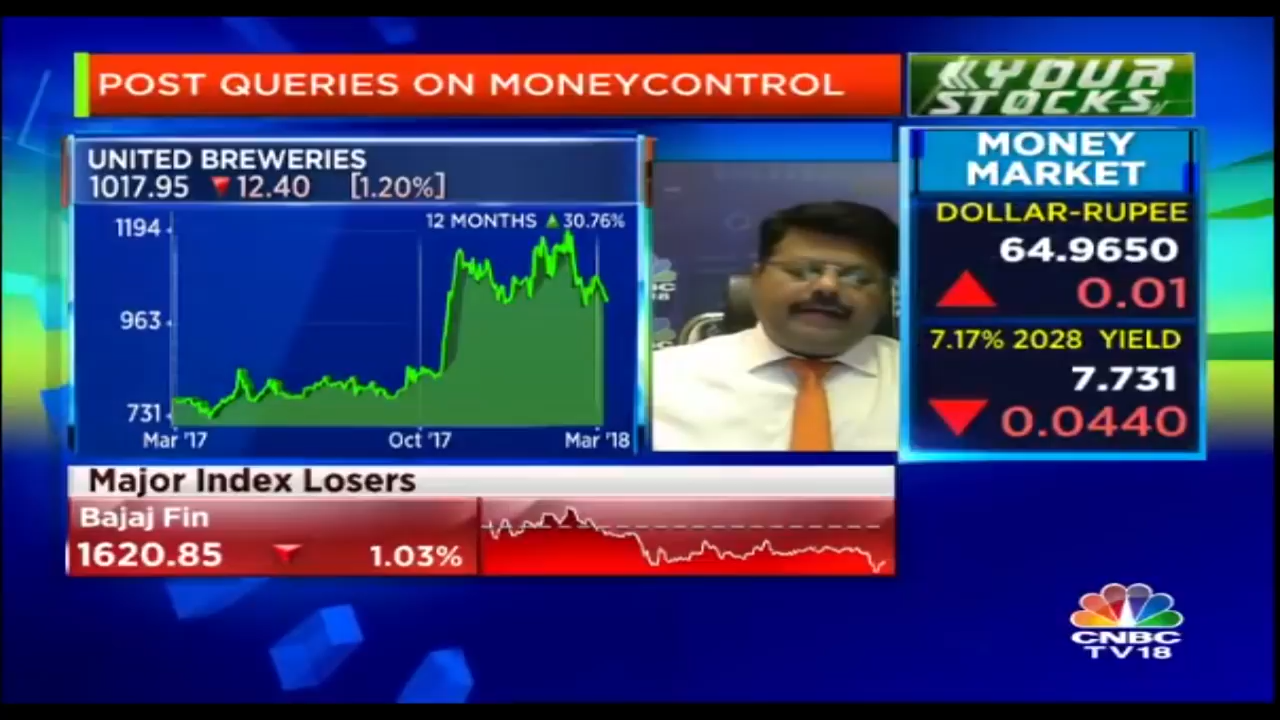 POST QUERIES ON MONEYCONTROL
YOUR
STOCKS
UNITED BREWERIES
1017.95 ▼12.40 [1.20%]
12 MONTHS ▲30.76%
1194
963
731
Mar '17 Oct '17 Mar '18
MONEY
MARKET
DOLLAR-RUPEE
64.9650
▲ 0.01
7.17% 2028 YIELD
7.731
▼ 0.0440
Major Index Losers
Bajaj Fin
1620.85 ▼ 1.03%
CNBC
TV18